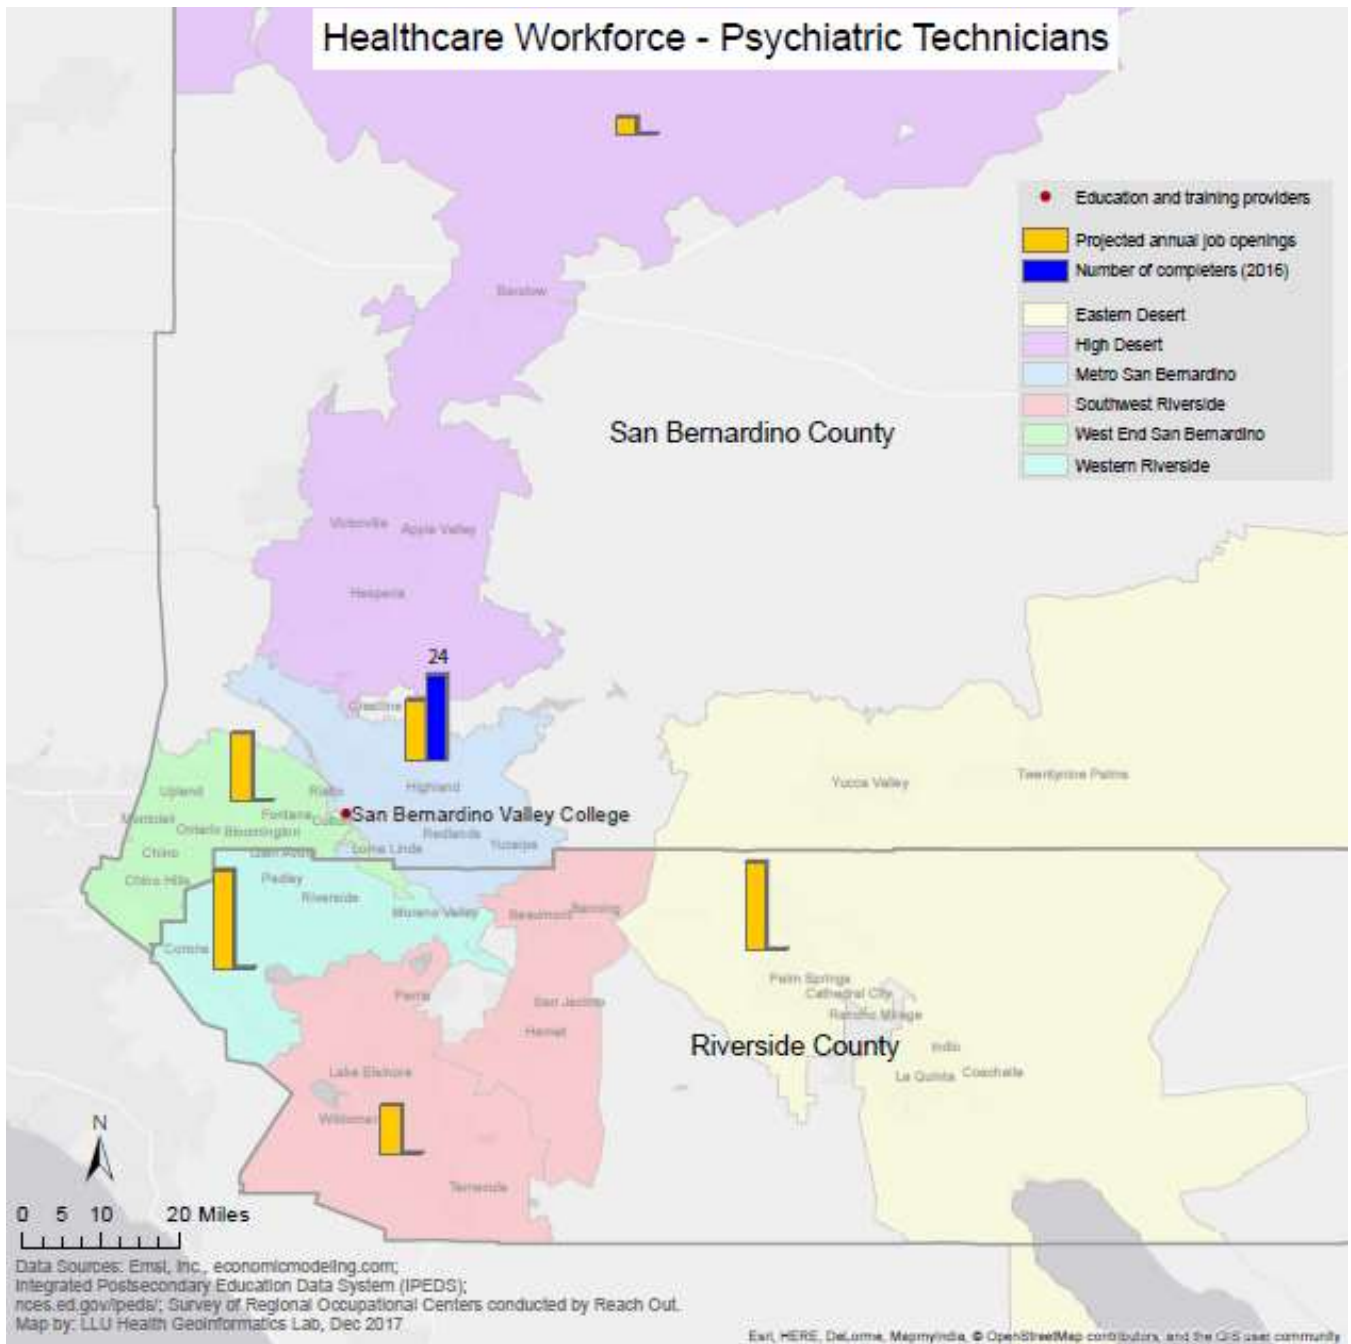 Healthcare Workforce - Psychiatric Technicians
Education and training providers
Projected annual job openings
Number of completers (2016)
Eastern Desert
High Desert
Metro San Bernardino
Southwest Riverside
West End San Bernardino
Western Riverside
Barstow
San Bernardino County
Victorville
Apple Valley
Hesperia
24
Crestline
Highland
Yucca Valley
Twentynine Palms
Upland
Rialto
Fontana
San Bernardino Valley College
Montclair
Ontario
Bloomington
Redlands
Yucaipa
Chino
Glen Avon
Loma Linda
Chino Hills
Pedley
Riverside
Moreno Valley
Beaumont
Banning
Corona
Palm Springs
Cathedral City
Perris
San Jacinto
Rancho Mirage
Hemet
Riverside County
Indio
Lake Elsinore
La Quinta
Coachella
Wildomar
Temecula
N
0 5 10 20 Miles
Data Sources: Emsi, Inc., economicmodeling.com;
Integrated Postsecondary Education Data System (IPEDS);
nces.ed.gov/ipeds/; Survey of Regional Occupational Centers conducted by Reach Out.
Map by: LLU Health Geoinformatics Lab, Dec 2017
Esri, HERE, DeLorme, MapmyIndia, © OpenStreetMap contributors, and the GIS user community